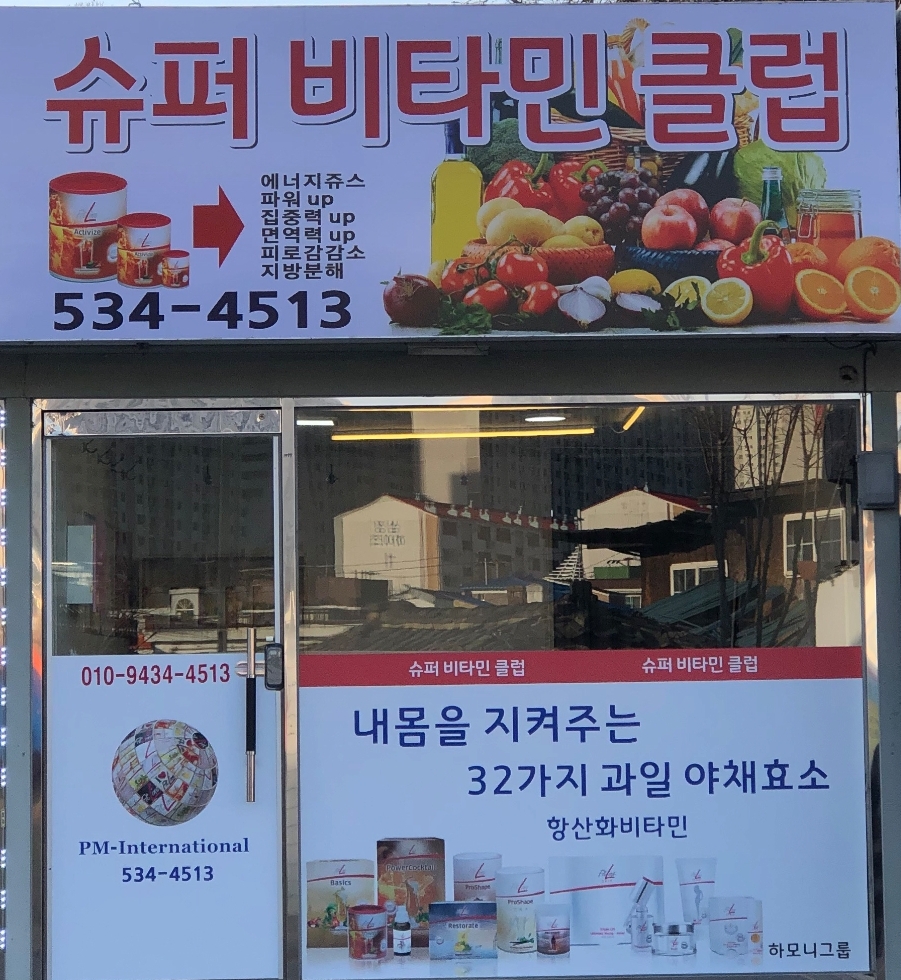 슈퍼 비타민 클럽
Activize
에너지쥬스
파워 up
집중력 up
면역력 up
피로감감소
지방분해
534-4513
010-9434-4513
PM-International
534-4513
슈퍼 비타민 클럽 슈퍼 비타민 클럽
내몸을 지켜주는
32가지 과일 야채효소
항산화비타민
Basics
Powercocktail
ProShape
ProShape
Restorate
하모니그룹